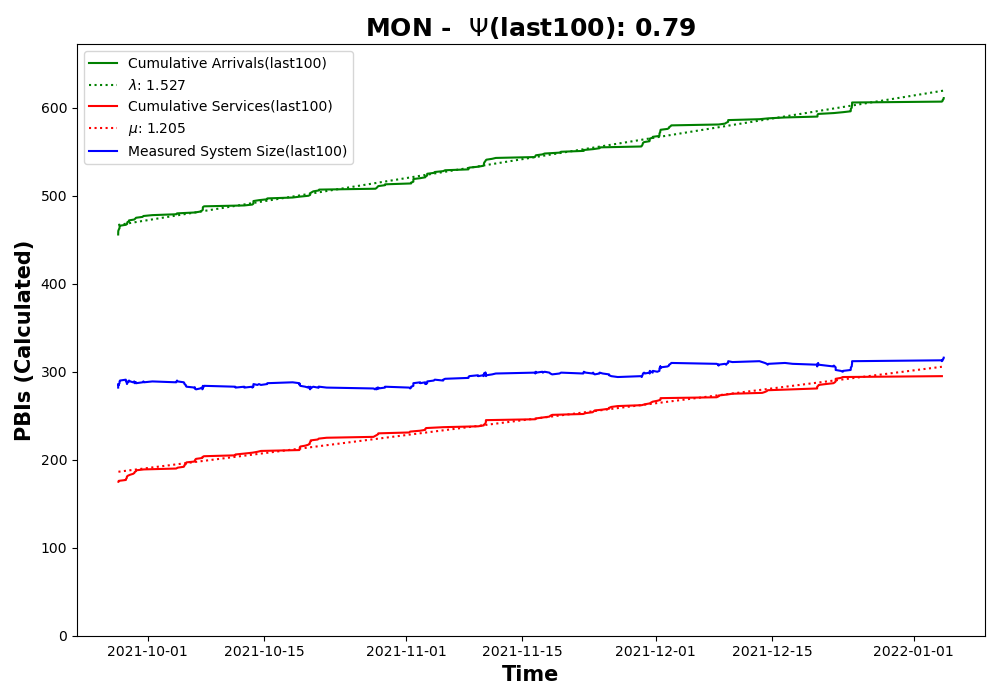 MON -  Ψ(last100): 0.79
Cumulative Arrivals(last100)
λ: 1.527
Cumulative Services(last100)
μ: 1.205
Measured System Size(last100)
PBIs (Calculated)
600
500
400
300
200
100
0
2021-10-01 2021-10-15 2021-11-01 2021-11-15 2021-12-01 2021-12-15 2022-01-01
Time